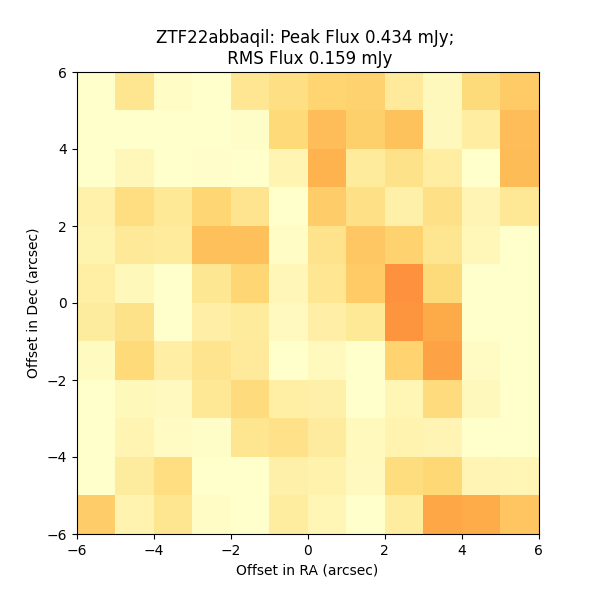 ZTF22abbaqil: Peak Flux 0.434 mJy;
RMS Flux 0.159 mJy
6
4
2
0
−2
−4
−6
Offset in Dec (arcsec)
−6 −4 −2 0 2 4 6
Offset in RA (arcsec)